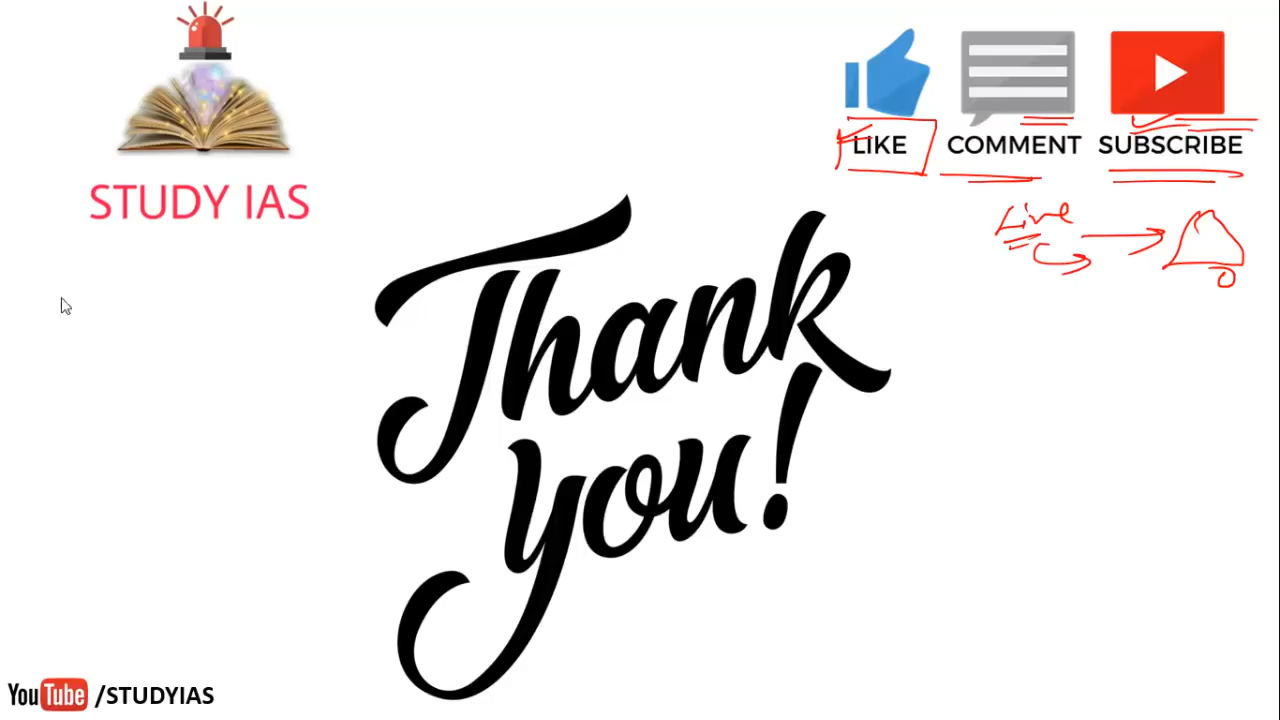 STUDY IAS
LIKE COMMENT SUBSCRIBE
Live
Thank
you!
YouTube /STUDYIAS